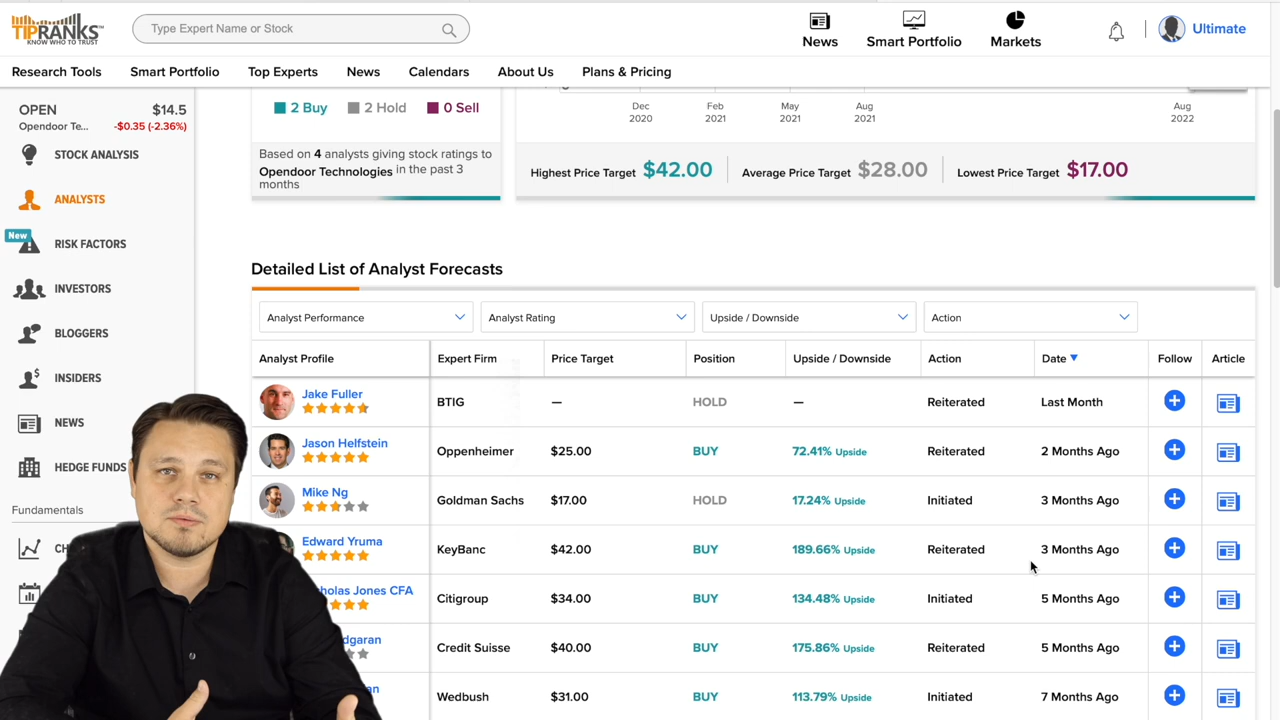 TIPRANKS
KNOW WHO TO TRUST
Type Expert Name or Stock
News
Smart Portfolio
Markets
Ultimate
Research Tools
Smart Portfolio
Top Experts
News
Calendars
About Us
Plans & Pricing
OPEN $14.5
Opendoor Te... -$0.35 (-2.36%)
STOCK ANALYSIS
ANALYSTS
New
RISK FACTORS
INVESTORS
BLOGGERS
INSIDERS
NEWS
HEDGE FUNDS
Fundamentals
CH
2 Buy 2 Hold 0 Sell
Based on 4 analysts giving stock ratings to
Opendoor Technologies in the past 3
months
Dec
2020
Feb
2021
May
2021
Aug
2021
Aug
2022
Highest Price Target $42.00
Average Price Target $28.00
Lowest Price Target $17.00
Detailed List of Analyst Forecasts
Analyst Performance
Analyst Rating
Upside / Downside
Action
Analyst Profile Expert Firm Price Target Position Upside / Downside Action Date Follow Article
Jake Fuller BTIG — HOLD — Reiterated Last Month
Jason Helfstein Oppenheimer $25.00 BUY 72.41% Upside Reiterated 2 Months Ago
Mike Ng Goldman Sachs $17.00 HOLD 17.24% Upside Initiated 3 Months Ago
Edward Yruma KeyBanc $42.00 BUY 189.66% Upside Reiterated 3 Months Ago
holas Jones CFA Citigroup $34.00 BUY 134.48% Upside Initiated 5 Months Ago
dgaran Credit Suisse $40.00 BUY 175.86% Upside Reiterated 5 Months Ago
Wedbush $31.00 BUY 113.79% Upside Initiated 7 Months Ago